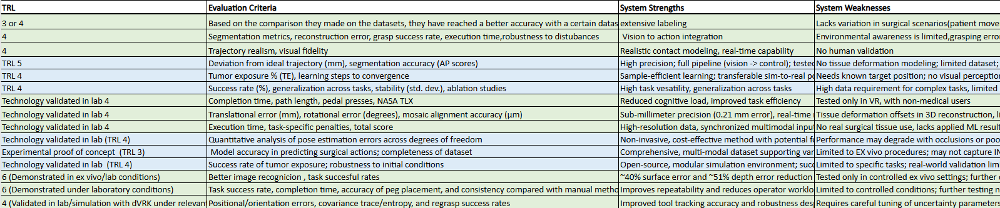 TRL Evaluation Criteria System Strengths System Weaknesses
3 or 4 Based on the comparison they made on the datasets, they have reached a better accuracy with a certain datas extensive labeling Lacks variation in surgical scenarios(patient move
4 Segmentation metrics, reconstruction error, grasp success rate, execution time,robustness to distubances Vision to action integration Environmental awareness is limited,grasping erro
4 Trajectory realism, visual fidelity Realistic contact modeling, real-time capability No human validation
TRL 5 Deviation from ideal trajectory (mm), segmentation accuracy (AP scores) High precision; full pipeline (vision -> control); tested No tissue deformation modeling; limited dataset;
TRL 4 Tumor exposure % (TE), learning steps to convergence Sample-efficient learning; transferable sim-to-real po Needs known target position; no visual perception
TRL 4 Success rate (%), generalization across tasks, stability (std. dev.), ablation studies High task vesatility, generalization across tasks High data requirement for complex tasks, limited
Technology validated in lab 4 Completion time, path length, pedal presses, NASA TLX Reduced cognitive load, improved task efficiency Tested only in VR, with non-medical users
Technology validated in lab 4 Translational error (mm), rotational error (degrees), mosaic alignment accuracy (μm) Sub-millimeter precision (0.21 mm error), real-time Tissue deformation offsets in 3D reconstruction, li
Technology validated in lab 4 Execution time, task-specific penalties, total score High-resolution data, synchronized multimodal inpu No real surgical tissue use, lacks applied ML result
Technology validated in lab (TRL 4) Quantitative analysis of pose estimation errors across degrees of freedom Non-invasive, cost-effective method with potential fo Performance may degrade with occlusions or poo
Experimental proof of concept (TRL 3) Model accuracy in predicting surgical actions; completeness of dataset Comprehensive, multi-modal dataset supporting var Limited to EX vivo procedures; may not capture IN
Technology validated in lab (TRL 4) Success rate of tumor exposure; robustness to initial conditions Open-source, modular simulation environment; succ Limited to specific tasks; real-world validation lim
6 (Demonstrated in ex vivo/lab conditions) Better image recognicion , task succesful rates ~40% surface error and ~51% depth error reduction Tested only in controlled ex vivo settings; further
6 (Demonstrated under laboratory conditions) Task success rate, completion time, accuracy of peg placement, and consistency compared with manual metho Improves repeatability and reduces operator worklo Limited to controlled conditions; further testing n
4 (Validated in lab/simulation with dVRK under relevan Positional/orientation errors, covariance trace/entropy, and regrasp success rates Improved tool tracking accuracy and robustness des Requires careful tuning of uncertainty parameters